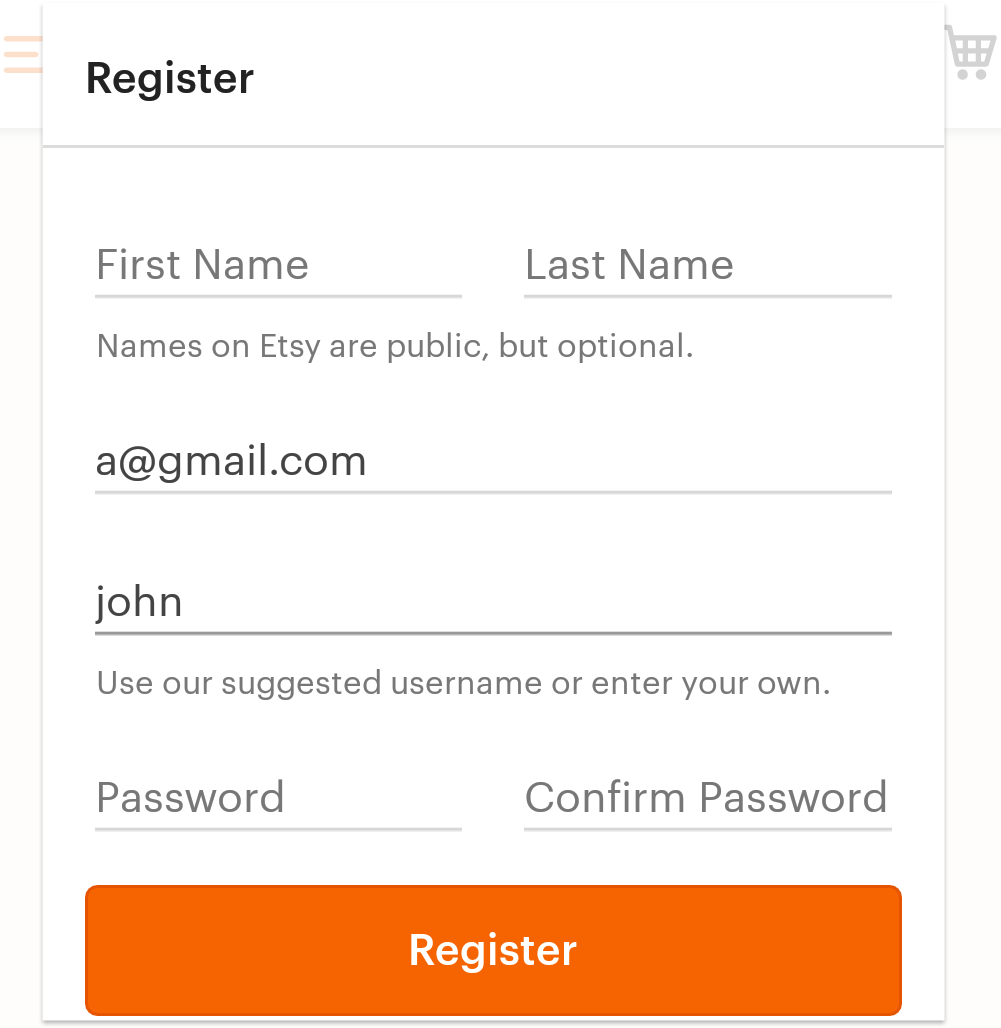 Register
First Name Last Name
Names on Etsy are public, but optional.
a@gmail.com
john
Use our suggested username or enter your own.
Password Confirm Password
Register